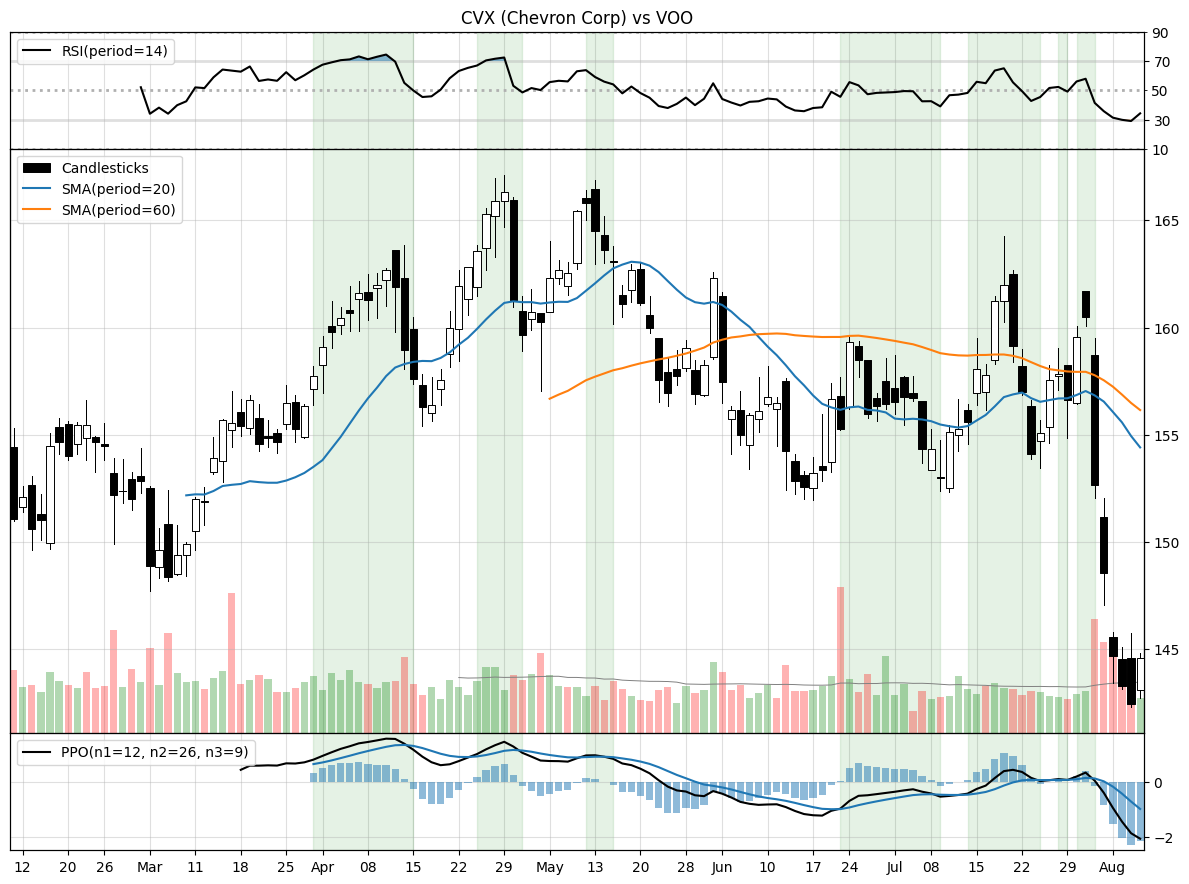 CVX (Chevron Corp) vs VOO
RSI(period=14)
90
70
50
30
10
Candlesticks
SMA(period=20)
SMA(period=60)
165
160
155
150
145
PPO(n1=12, n2=26, n3=9)
0
−2
12 20 26 Mar 11 18 25 Apr 08 15 22 29 May 13 20 28 Jun 10 17 24 Jul 08 15 22 29 Aug